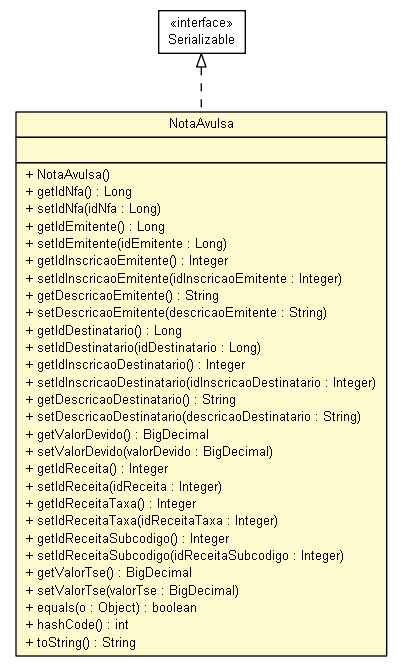 «interface»
Serializable
NotaAvulsa
+ NotaAvulsa()
+ getIdNfa() : Long
+ setIdNfa(idNfa : Long)
+ getIdEmitente() : Long
+ setIdEmitente(idEmitente : Long)
+ getIdInscricaoEmitente() : Integer
+ setIdInscricaoEmitente(idInscricaoEmitente : Integer)
+ getDescricaoEmitente() : String
+ setDescricaoEmitente(descricaoEmitente : String)
+ getIdDestinatario() : Long
+ setIdDestinatario(idDestinatario : Long)
+ getIdInscricaoDestinatario() : Integer
+ setIdInscricaoDestinatario(idInscricaoDestinatario : Integer)
+ getDescricaoDestinatario() : String
+ setDescricaoDestinatario(descricaoDestinatario : String)
+ getValorDevido() : BigDecimal
+ setValorDevido(valorDevido : BigDecimal)
+ getIdReceita() : Integer
+ setIdReceita(idReceita : Integer)
+ getIdReceitaTaxa() : Integer
+ setIdReceitaTaxa(idReceitaTaxa : Integer)
+ getIdReceitaSubcodigo() : Integer
+ setIdReceitaSubcodigo(idReceitaSubcodigo : Integer)
+ getValorTse() : BigDecimal
+ setValorTse(valorTse : BigDecimal)
+ equals(o : Object) : boolean
+ hashCode() : int
+ toString() : String